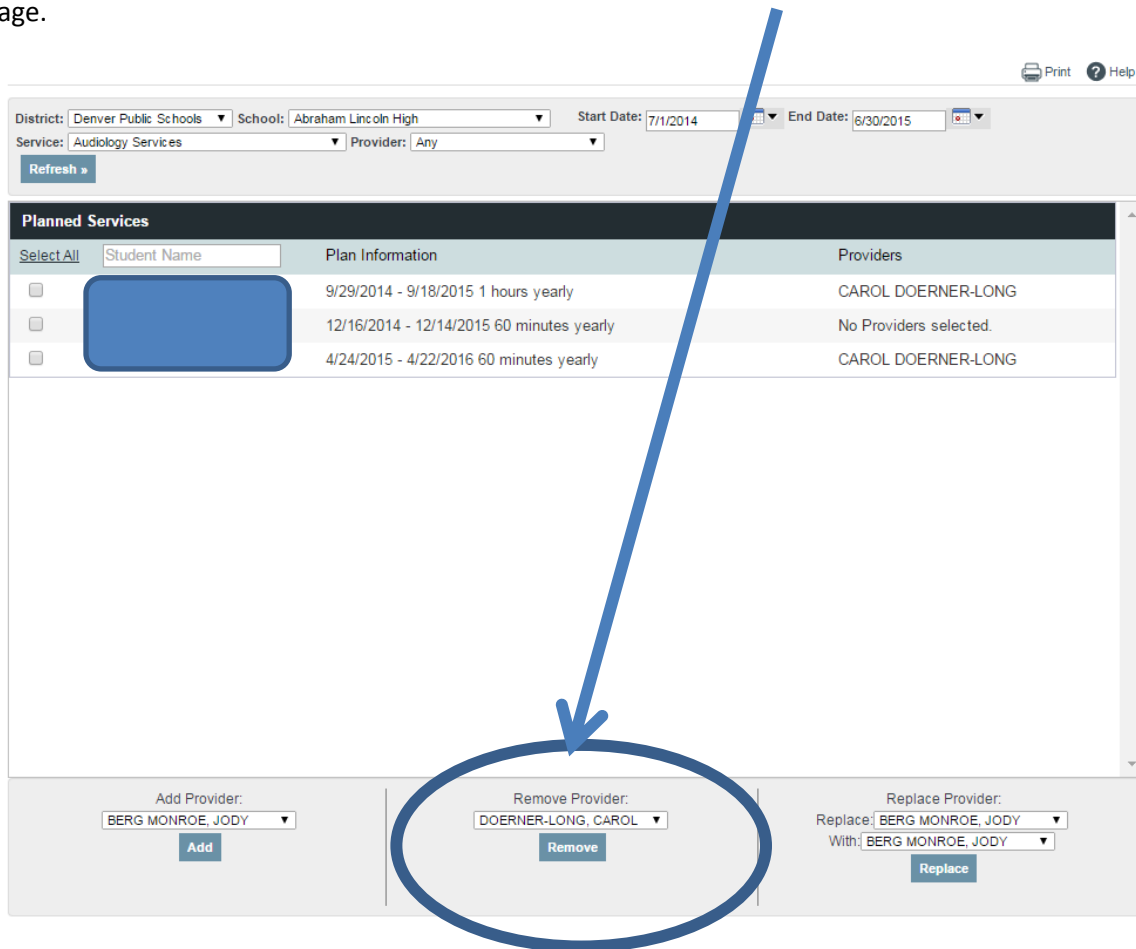 age.
Print Help
District: Denver Public Schools School: Abraham Lincoln High Start Date: 7/1/2014 End Date: 6/30/2015
Service: Audiology Services Provider: Any
Refresh »
Planned Services
Select All Student Name Plan Information Providers
9/29/2014 - 9/18/2015 1 hours yearly CAROL DOERNER-LONG
12/16/2014 - 12/14/2015 60 minutes yearly No Providers selected.
4/24/2015 - 4/22/2016 60 minutes yearly CAROL DOERNER-LONG
Add Provider: Remove Provider: Replace Provider:
BERG MONROE, JODY DOERNER-LONG, CAROL Replace: BERG MONROE, JODY
Add Remove With: BERG MONROE, JODY
Replace